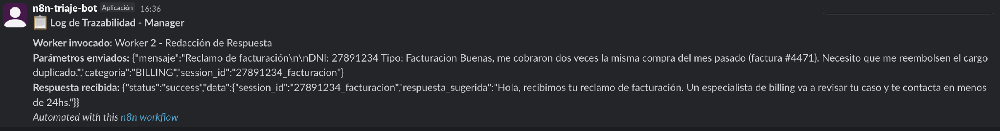 n8n-triaje-bot Aplicación 16:36
Log de Trazabilidad - Manager
Worker invocado: Worker 2 - Redacción de Respuesta
Parámetros enviados: {"mensaje":"Reclamo de facturación\n\nDNI: 27891234 Tipo: Facturacion Buenas, me cobraron dos veces la misma compra del mes pasado (factura #4471). Necesito que me reembolsen el cargo
duplicado.","categoria":"BILLING","session_id":"27891234_facturacion"}
Respuesta recibida: {"status":"success","data":{"session_id":"27891234_facturacion","respuesta_sugerida":"Hola, recibimos tu reclamo de facturación. Un especialista de billing va a revisar tu caso y te contacta en menos
de 24hs."}}
Automated with this n8n workflow